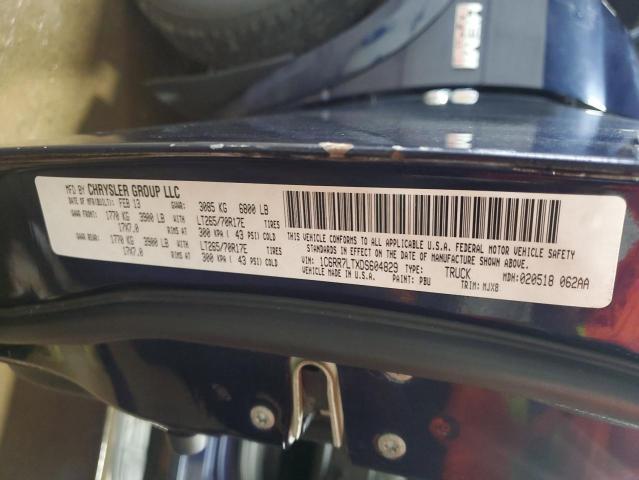 HEMI
MFD BY CHRYSLER GROUP LLC
DATE OF MFR(BUILT): FEB 13 GVWR: 3085 KG 6800 LB
GAWR FRONT: 1770 KG 3900 LB WITH LT265/70R17E TIRES
17X7.0 RIMS AT 300 KPA ( 43 PSI) COLD
GAWR REAR: 1770 KG 3900 LB WITH LT265/70R17E TIRES
17X7.0 RIMS AT 300 KPA ( 43 PSI) COLD
THIS VEHICLE CONFORMS TO ALL APPLICABLE U.S.A. FEDERAL MOTOR VEHICLE SAFETY
STANDARDS IN EFFECT ON THE DATE OF MANUFACTURE SHOWN ABOVE.
VIN: 1C6RR7LTXDS604829 TYPE: TRUCK MDH: 020518 062AA
VEHICLE MADE IN U.S.A. PAINT: PBU TRIM: MJX8